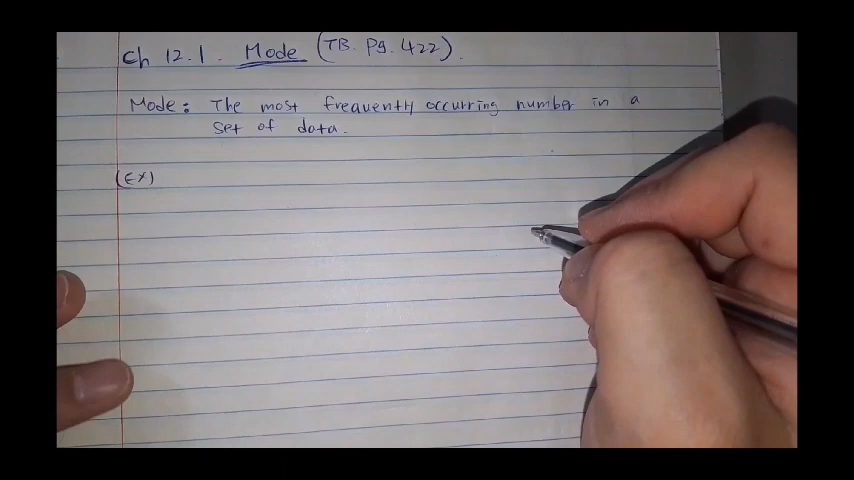 Ch 12.1. Mode (TB. Pg. 422).
Mode: The most frequently occurring number in a
set of data.
(EX)